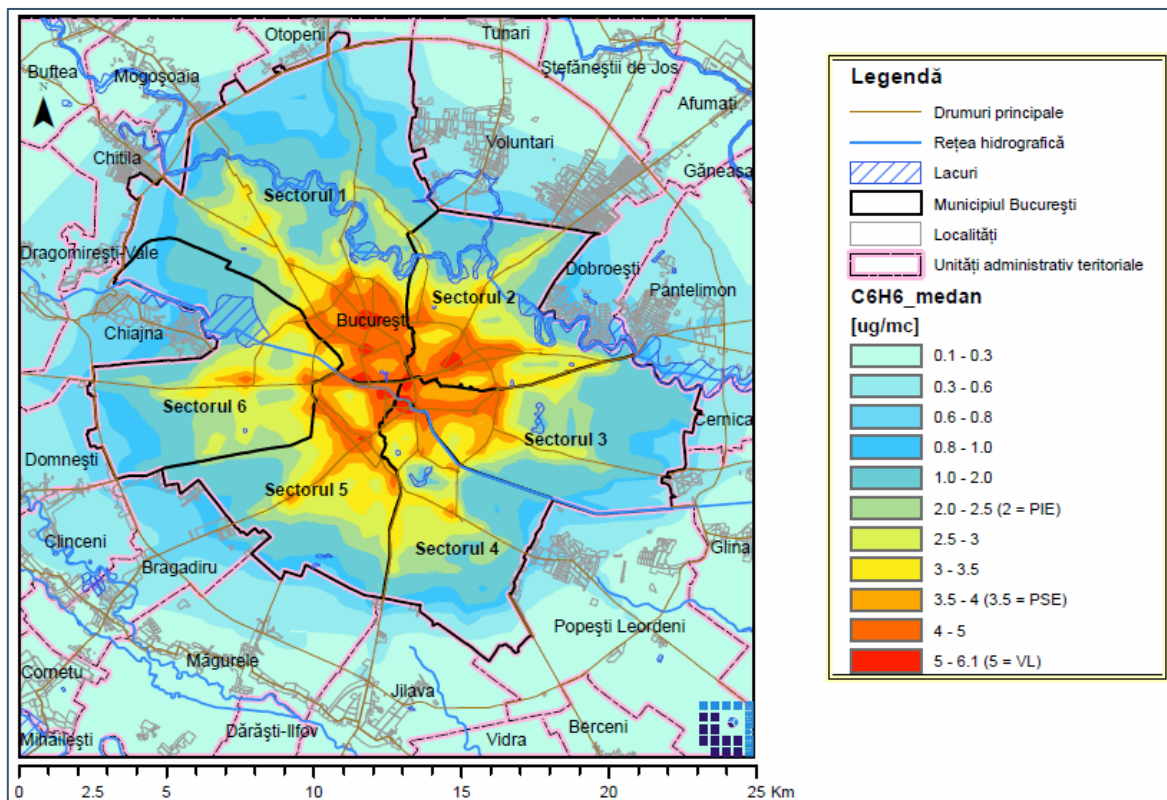 Otopeni
Tunari
Buftea
Mogoşoaia
Ştefăneştii de Jos
Afumaţi
N
Voluntari
Chitila
Găneasa
Sectorul 1
Dragomireşti-Vale
Dobroeşti
Pantelimon
Sectorul 2
Bucureşti
Chiajna
Sectorul 6
Cernica
Sectorul 3
Domneşti
Sectorul 5
Clinceni
Sectorul 4
Glina
Bragadiru
Popeşti Leordeni
Măgurele
Cornetu
Jilava
Berceni
Dărăşti-Ilfov
Mihăileşti
Vidra
0 2.5 5 10 15 20 25 Km
Legendă
Drumuri principale
Reţea hidrografică
Lacuri
Municipiul Bucureşti
Localităţi
Unităţi administrativ teritoriale
C6H6_medan
[ug/mc]
0.1 - 0.3
0.3 - 0.6
0.6 - 0.8
0.8 - 1.0
1.0 - 2.0
2.0 - 2.5 (2 = PIE)
2.5 - 3
3 - 3.5
3.5 - 4 (3.5 = PSE)
4 - 5
5 - 6.1 (5 = VL)